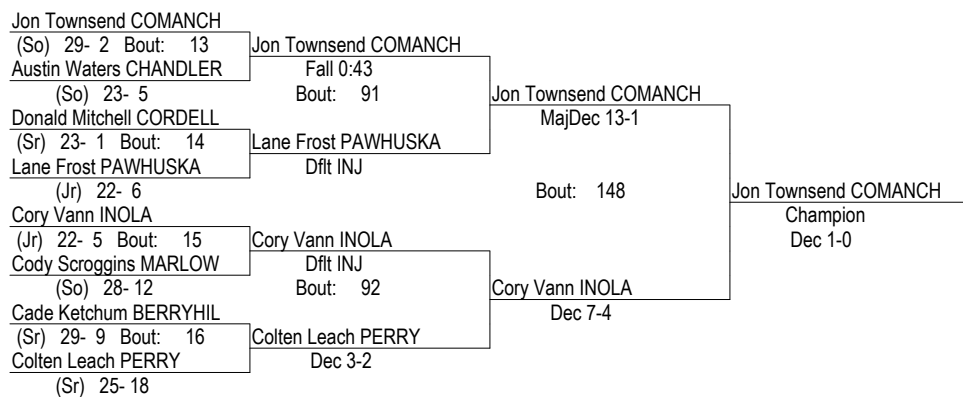 Jon Townsend COMANCH
(So) 29- 2 Bout: 13
Austin Waters CHANDLER
(So) 23- 5
Donald Mitchell CORDELL
(Sr) 23- 1 Bout: 14
Lane Frost PAWHUSKA
(Jr) 22- 6
Cory Vann INOLA
(Jr) 22- 5 Bout: 15
Cody Scroggins MARLOW
(So) 28- 12
Cade Ketchum BERRYHIL
(Sr) 29- 9 Bout: 16
Colten Leach PERRY
(Sr) 25- 18
Jon Townsend COMANCH
Fall 0:43
Bout: 91
Lane Frost PAWHUSKA
Dflt INJ
Cory Vann INOLA
Dflt INJ
Bout: 92
Colten Leach PERRY
Dec 3-2
Jon Townsend COMANCH
MajDec 13-1
Bout: 148
Cory Vann INOLA
Dec 7-4
Jon Townsend COMANCH
Champion
Dec 1-0